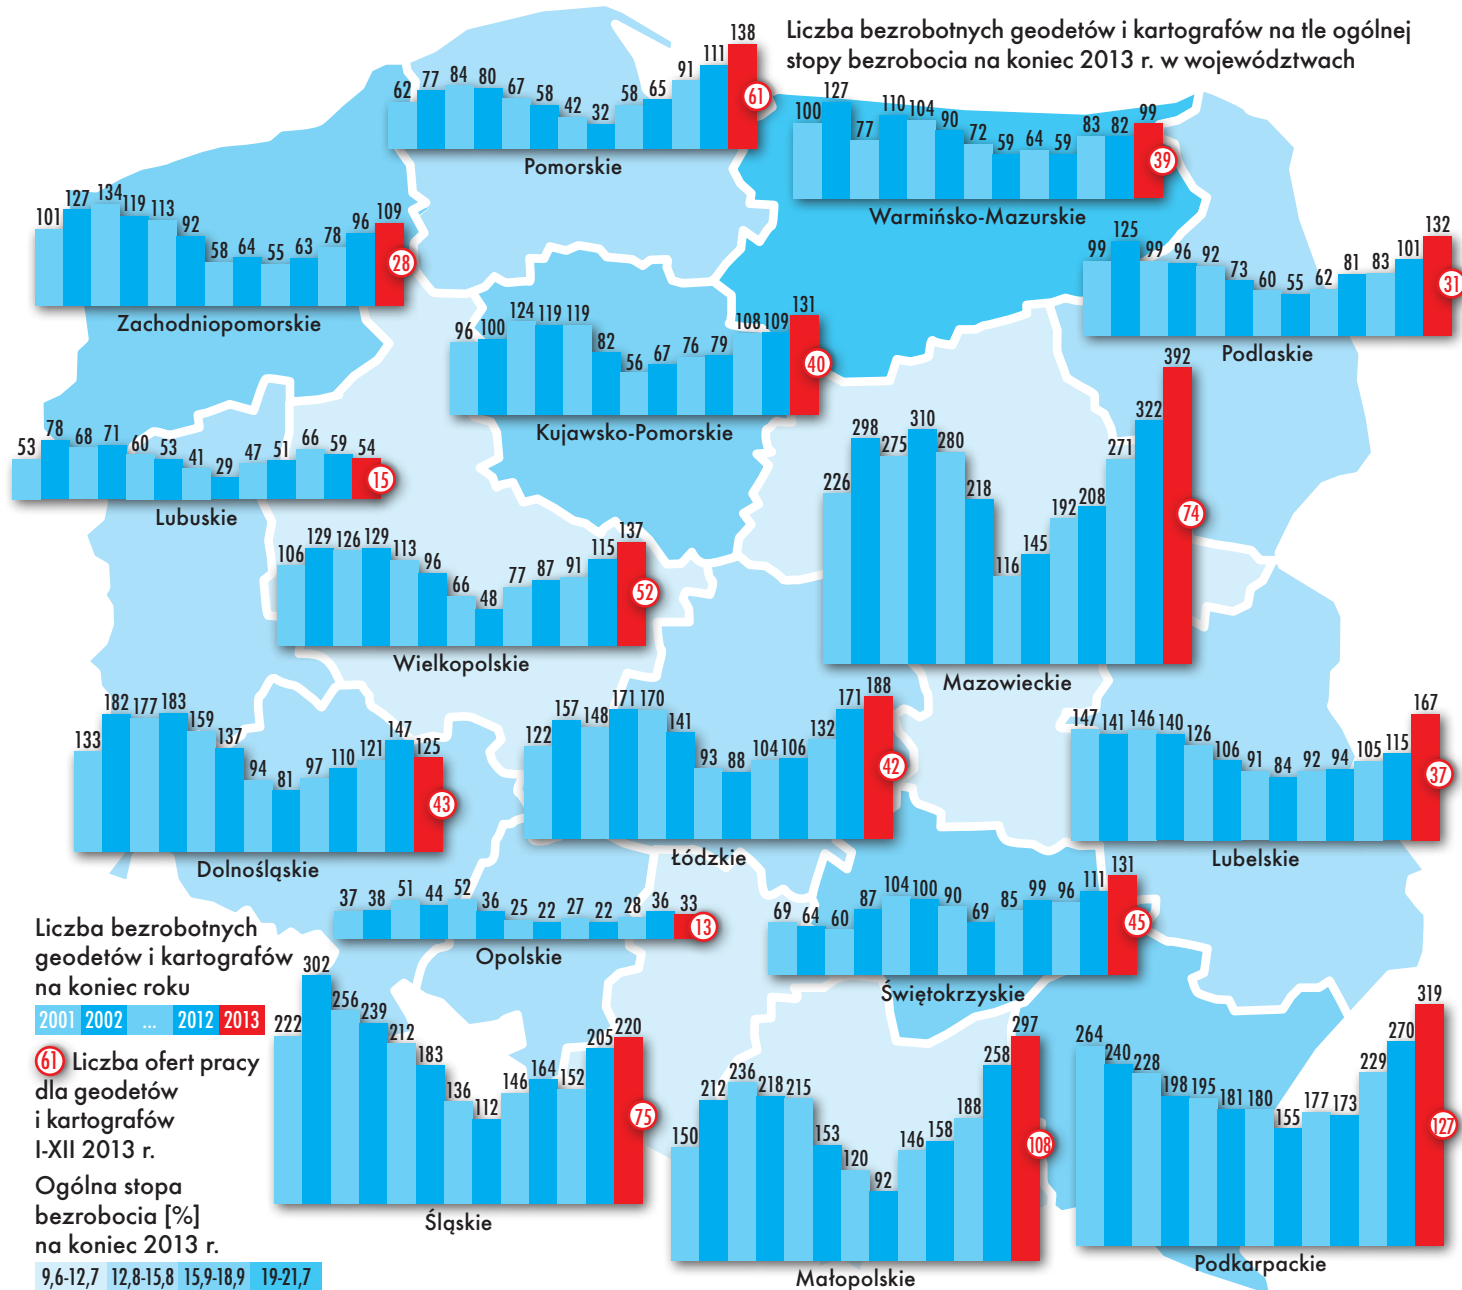 Liczba bezrobotnych geodetów i kartografów na tle ogólnej
stopy bezrobocia na koniec 2013 r. w województwach
62 77 84 80 67 58 42 32 58 65 91 111 138
61
Pomorskie
100 127 77 110 104 90 72 59 64 59 83 82 99
39
Warmińsko-Mazurskie
101 127 134 119 113 92 58 64 55 63 78 96 109
28
Zachodniopomorskie
99 125 99 96 92 73 60 55 62 81 83 101 132
31
Podlaskie
96 100 124 119 119 82 56 67 76 79 108 109 131
40
Kujawsko-Pomorskie
53 78 68 71 60 53 41 29 47 51 66 59 54
15
Lubuskie
226 298 275 310 280 218 116 145 192 208 271 322 392
74
Mazowieckie
106 129 126 129 113 96 66 48 77 87 91 115 137
52
Wielkopolskie
133 182 177 183 159 137 94 81 97 110 121 147 125
43
Dolnośląskie
122 157 148 171 170 141 93 88 104 106 132 171 188
42
Łódzkie
147 141 146 140 126 106 91 84 92 94 105 115 167
37
Lubelskie
37 38 51 44 52 36 25 22 27 22 28 36 33
13
Opolskie
69 64 60 87 104 100 90 69 85 99 96 111 131
45
Świętokrzyskie
222 302 256 239 212 183 136 112 146 164 152 205 220
75
Śląskie
150 212 236 218 215 153 120 92 146 158 188 258 297
108
Małopolskie
264 240 228 198 195 181 180 155 177 173 229 270 319
127
Podkarpackie
Liczba bezrobotnych
geodetów i kartografów
na koniec roku
2001 2002 ... 2012 2013
61 Liczba ofert pracy
dla geodetów
i kartografów
I-XII 2013 r.
Ogólna stopa
bezrobocia [%]
na koniec 2013 r.
9,6-12,7 12,8-15,8 15,9-18,9 19-21,7